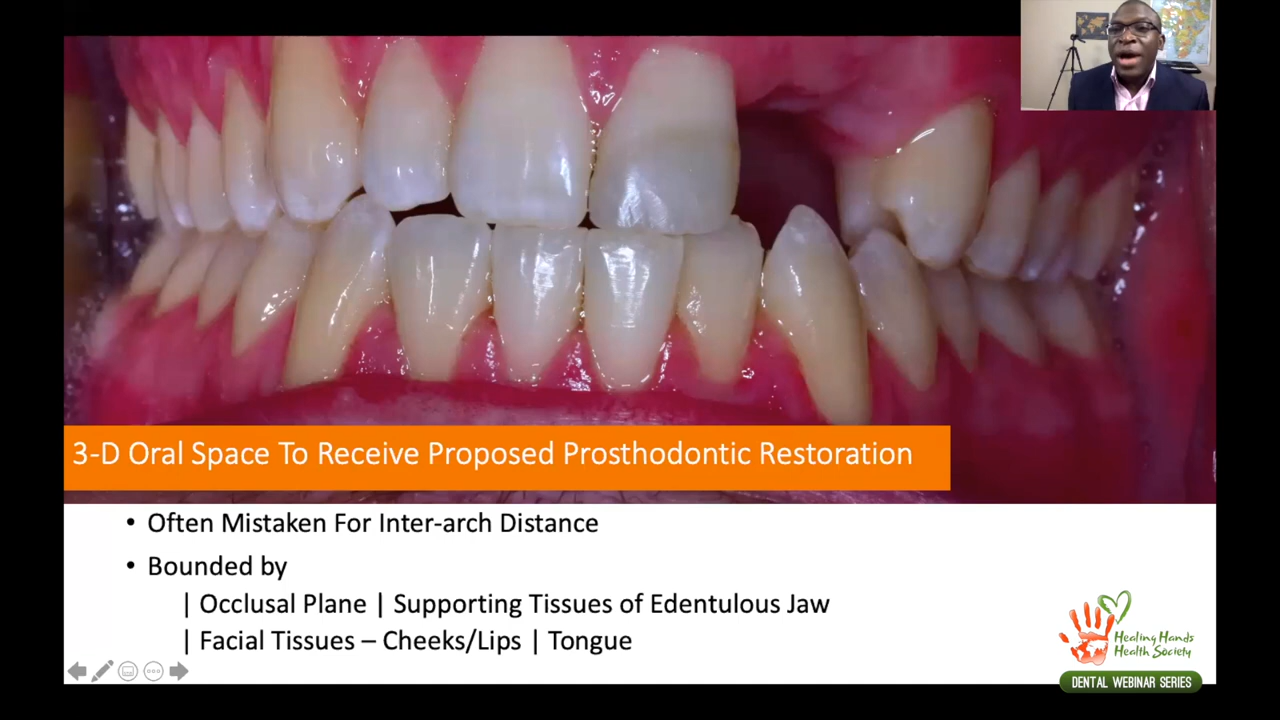 3-D Oral Space To Receive Proposed Prosthodontic Restoration
• Often Mistaken For Inter-arch Distance
• Bounded by
| Occlusal Plane | Supporting Tissues of Edentulous Jaw
| Facial Tissues – Cheeks/Lips | Tongue
Healing Hands
Health Society
DENTAL WEBINAR SERIES